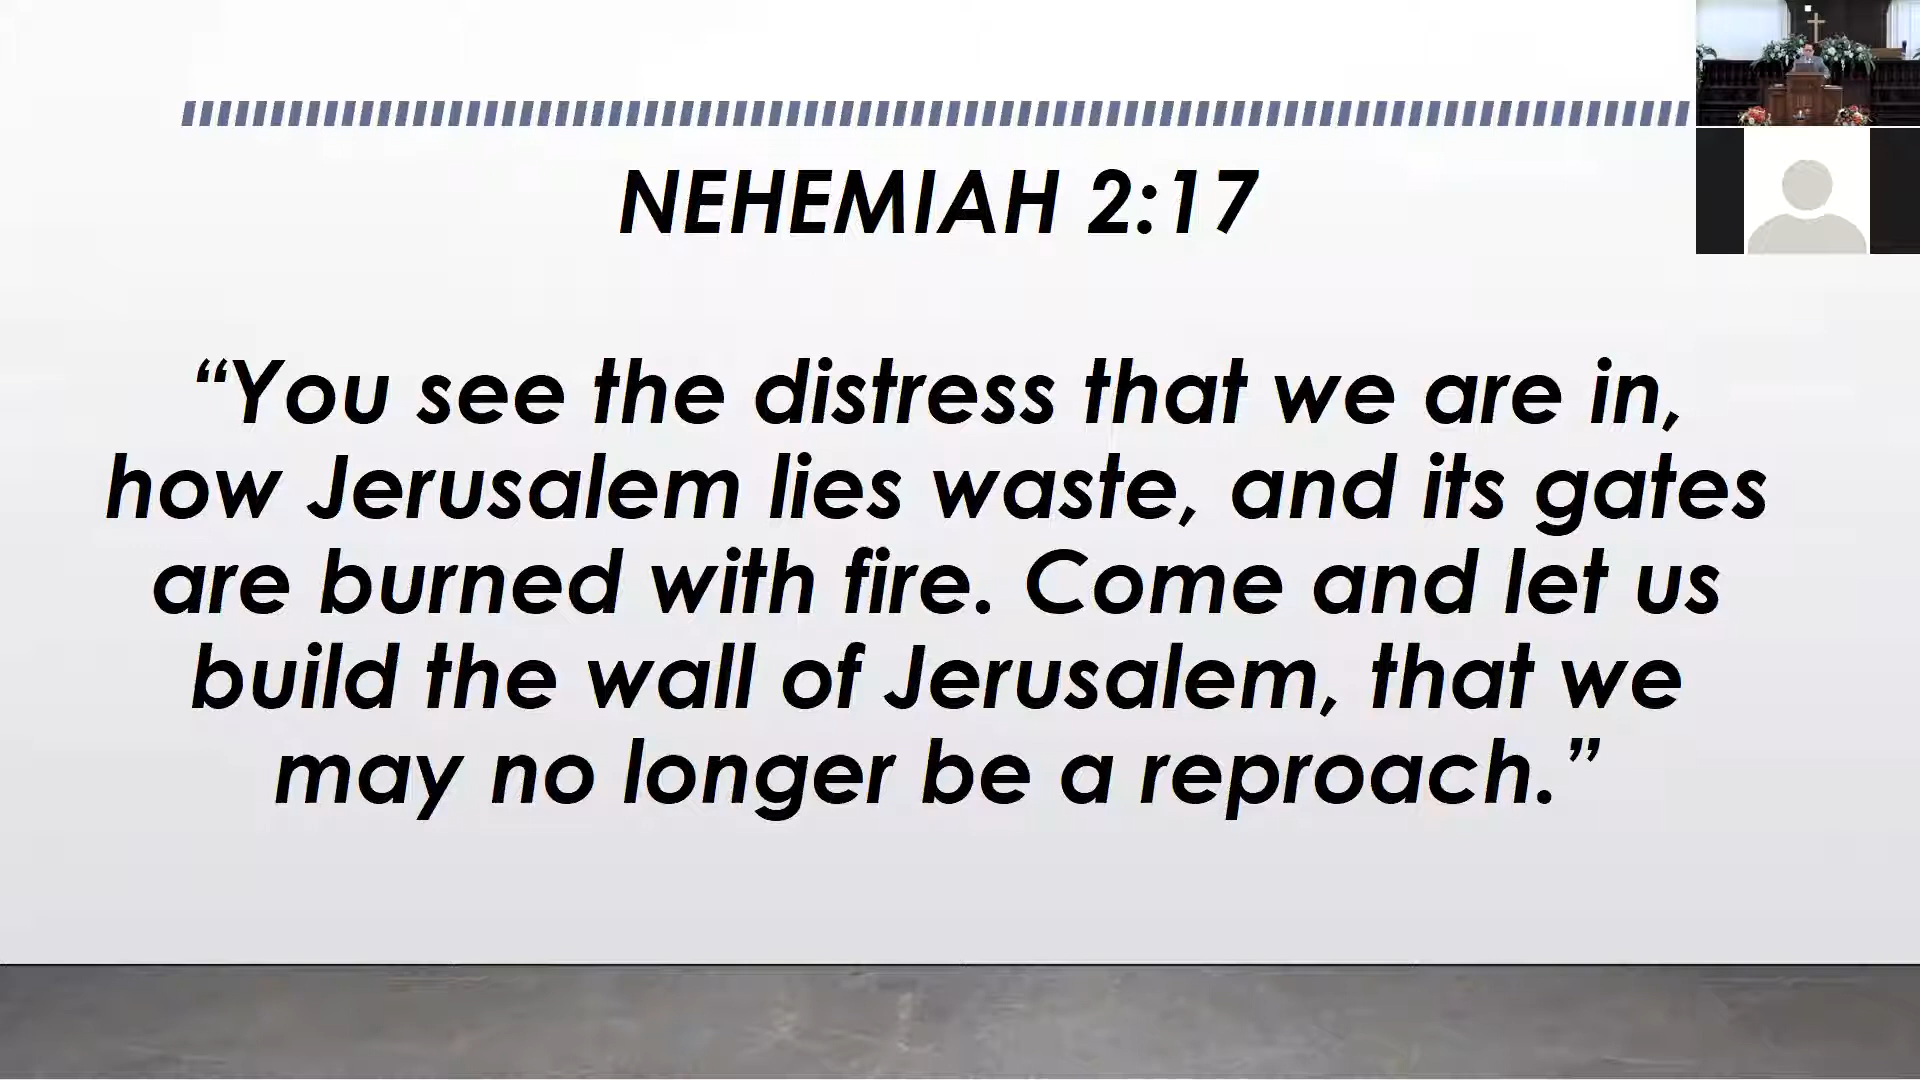 NEHEMIAH 2:17
“You see the distress that we are in,
how Jerusalem lies waste, and its gates
are burned with fire. Come and let us
build the wall of Jerusalem, that we
may no longer be a reproach.”